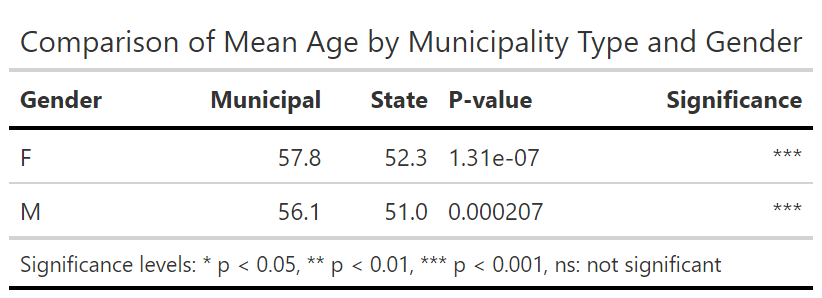 Comparison of Mean Age by Municipality Type and Gender
Gender Municipal State P-value Significance
F 57.8 52.3 1.31e-07 ***
M 56.1 51.0 0.000207 ***
Significance levels: * p < 0.05, ** p < 0.01, *** p < 0.001, ns: not significant